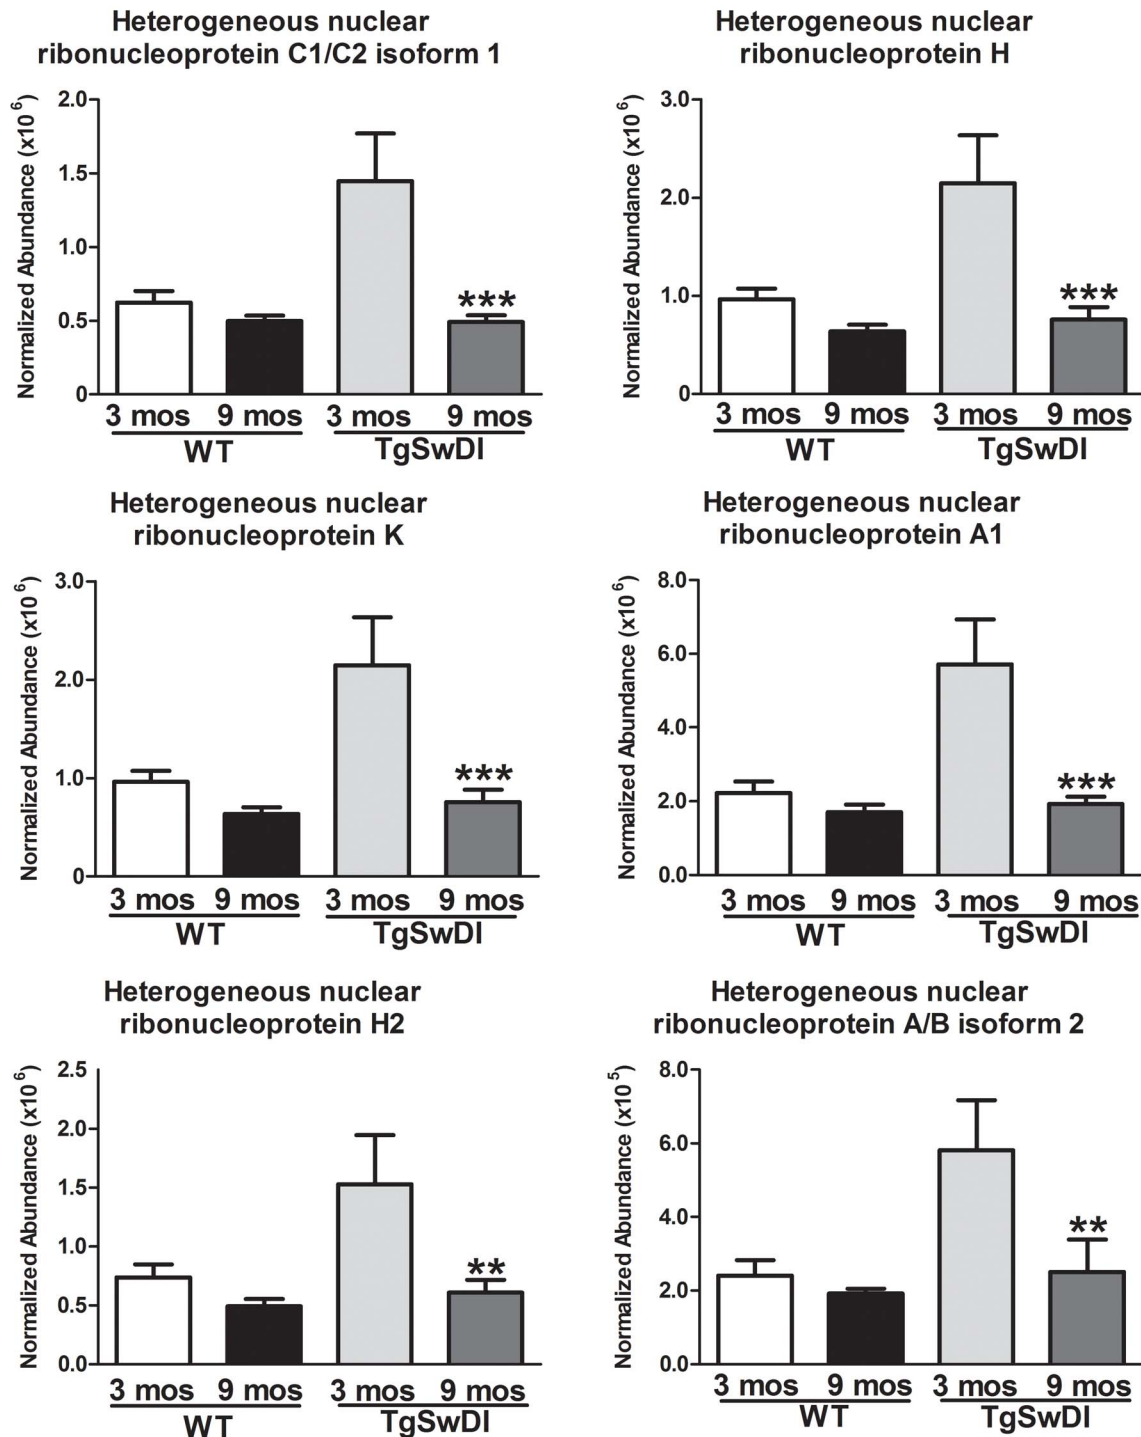 Heterogeneous nuclear
ribonucleoprotein C1/C2 isoform 1
Normalized Abundance (x10⁶)
2.0
1.5
1.0
0.5
0
***
3 mos 9 mos 3 mos 9 mos
WT TgSwDI
Heterogeneous nuclear
ribonucleoprotein H
Normalized Abundance (x10⁶)
3.0
2.0
1.0
0
***
3 mos 9 mos 3 mos 9 mos
WT TgSwDI
Heterogeneous nuclear
ribonucleoprotein K
Normalized Abundance (x10⁶)
3.0
2.0
1.0
0
***
3 mos 9 mos 3 mos 9 mos
WT TgSwDI
Heterogeneous nuclear
ribonucleoprotein A1
Normalized Abundance (x10⁶)
8.0
6.0
4.0
2.0
0.0
***
3 mos 9 mos 3 mos 9 mos
WT TgSwDI
Heterogeneous nuclear
ribonucleoprotein H2
Normalized Abundance (x10⁶)
2.5
2.0
1.5
1.0
0.5
0.0
**
3 mos 9 mos 3 mos 9 mos
WT TgSwDI
Heterogeneous nuclear
ribonucleoprotein A/B isoform 2
Normalized Abundance (x10⁵)
8.0
6.0
4.0
2.0
0.0
**
3 mos 9 mos 3 mos 9 mos
WT TgSwDI